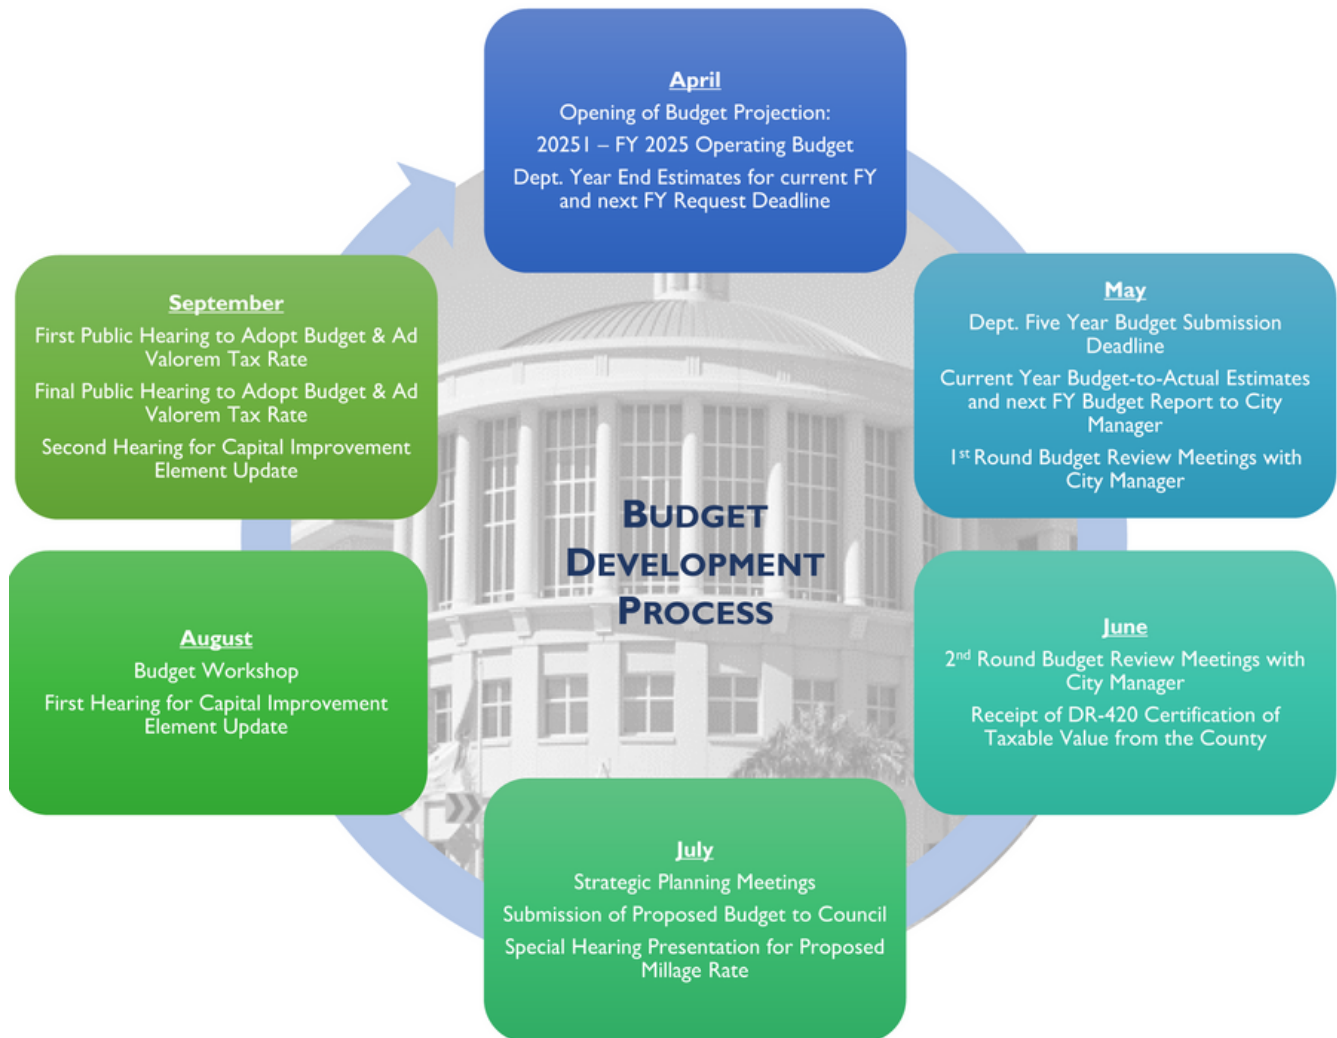 April
Opening of Budget Projection:
20251 – FY 2025 Operating Budget
Dept. Year End Estimates for current FY
and next FY Request Deadline
May
Dept. Five Year Budget Submission
Deadline
Current Year Budget-to-Actual Estimates
and next FY Budget Report to City
Manager
1st Round Budget Review Meetings with
City Manager
June
2nd Round Budget Review Meetings with
City Manager
Receipt of DR-420 Certification of
Taxable Value from the County
July
Strategic Planning Meetings
Submission of Proposed Budget to Council
Special Hearing Presentation for Proposed
Millage Rate
August
Budget Workshop
First Hearing for Capital Improvement
Element Update
September
First Public Hearing to Adopt Budget & Ad
Valorem Tax Rate
Final Public Hearing to Adopt Budget & Ad
Valorem Tax Rate
Second Hearing for Capital Improvement
Element Update
BUDGET
DEVELOPMENT
PROCESS